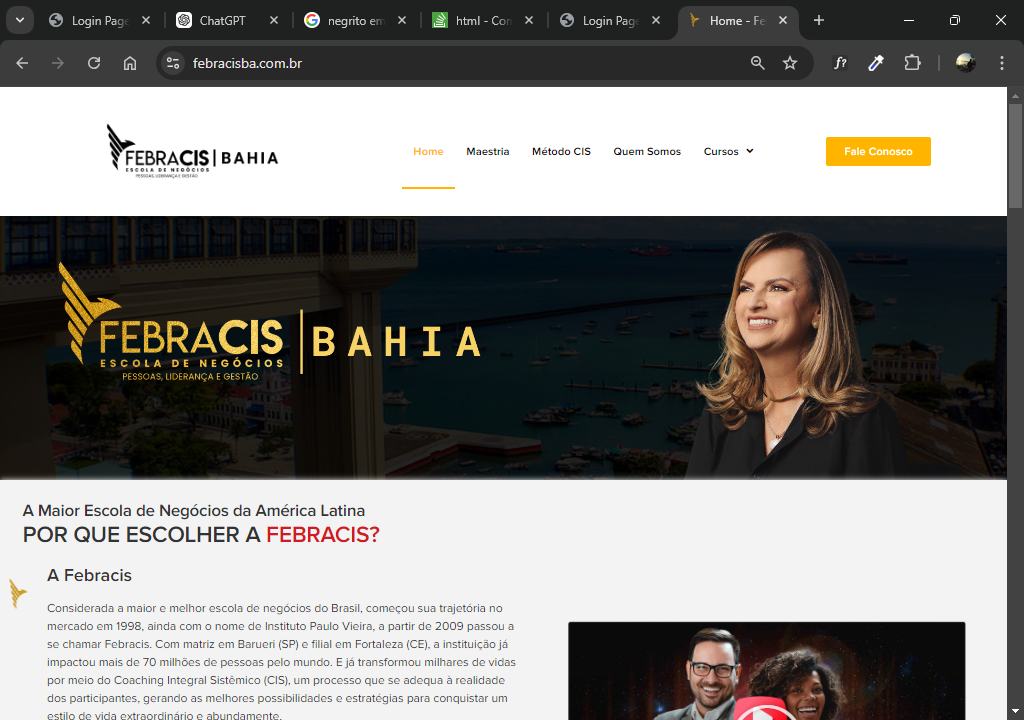 Login Page
ChatGPT
negrito em
html - Con
Login Page
Home - Fe
febracisba.com.br
f?
FEBRACIS | BAHIA
ESCOLA DE NEGÓCIOS
PESSOAS, LIDERANÇA E GESTÃO
Home
Maestria
Método CIS
Quem Somos
Cursos
Fale Conosco
FEBRACIS | BAHIA
ESCOLA DE NEGÓCIOS
PESSOAS, LIDERANÇA E GESTÃO
A Maior Escola de Negócios da América Latina
POR QUE ESCOLHER A FEBRACIS?
A Febracis
Considerada a maior e melhor escola de negócios do Brasil, começou sua trajetória no
mercado em 1998, ainda com o nome de Instituto Paulo Vieira, a partir de 2009 passou a
se chamar Febracis. Com matriz em Barueri (SP) e filial em Fortaleza (CE), a instituição já
impactou mais de 70 milhões de pessoas pelo mundo. E já transformou milhares de vidas
por meio do Coaching Integral Sistêmico (CIS), um processo que se adequa à realidade
dos participantes, gerando as melhores possibilidades e estratégias para conquistar um
estilo de vida extraordinário e abundamente.